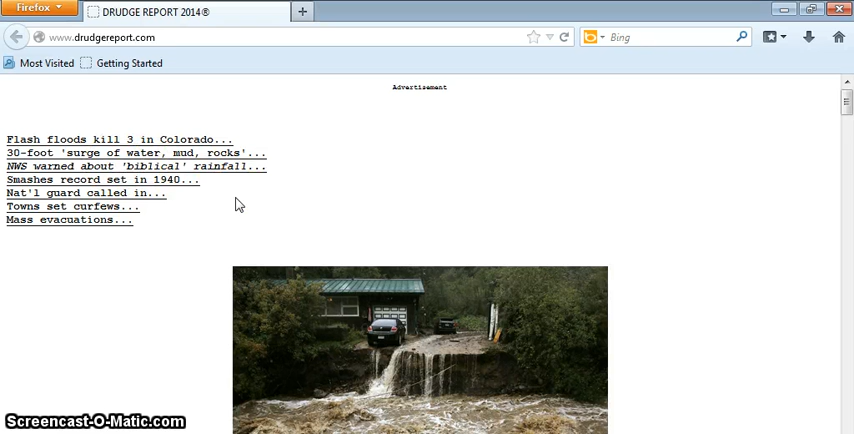 Firefox
DRUDGE REPORT 2014®
www.drudgereport.com
Bing
Most Visited
Getting Started
Advertisement
Flash floods kill 3 in Colorado...
30-foot 'surge of water, mud, rocks'...
NWS warned about 'biblical' rainfall...
Smashes record set in 1940...
Nat'l guard called in...
Towns set curfews...
Mass evacuations...
Screencast-O-Matic.com